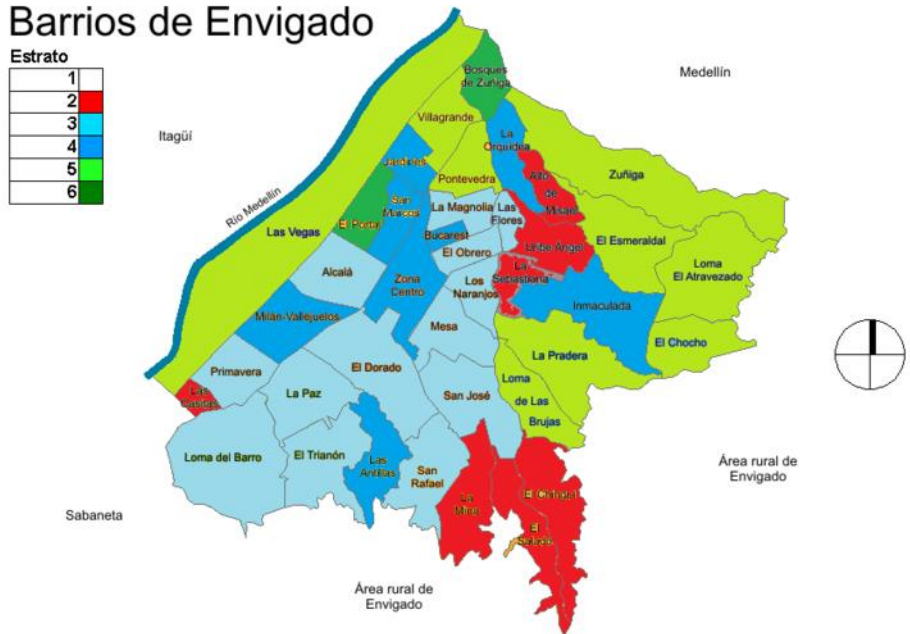 Barrios de Envigado
Estrato
1
2
3
4
5
6
Medellín
Itagüí
Río Medellín
Bosques
de Zuñiga
Villagrande
La
Orquidea
Jardines
Pontevedra
Alto
de
Misael
Zuñiga
San
Marcos
La Magnolia
Las
Flores
El Portal
Las Vegas
Bucarest
Uribe Angel
El Esmeraldal
El Obrero
Loma
El Atravezado
Alcalá
Zona
Centro
Los
Naranjos
La
Sebastiana
Inmaculada
Milán-Vallejuelos
Mesa
El Chocho
La Pradera
Primavera
El Dorado
Las
Casitas
La Paz
San José
Loma
de Las
Brujas
Loma del Barro
El Trianón
Las
Antillas
San
Rafael
La
Mina
El Chinguí
El
Salado
Área rural de
Envigado
Sabaneta
Área rural de
Envigado